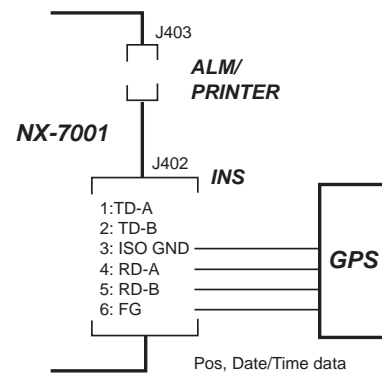 J403
ALM/
PRINTER
NX-7001
J402
INS
1:TD-A
2: TD-B
3: ISO GND
4: RD-A
5: RD-B
6: FG
GPS
Pos, Date/Time data